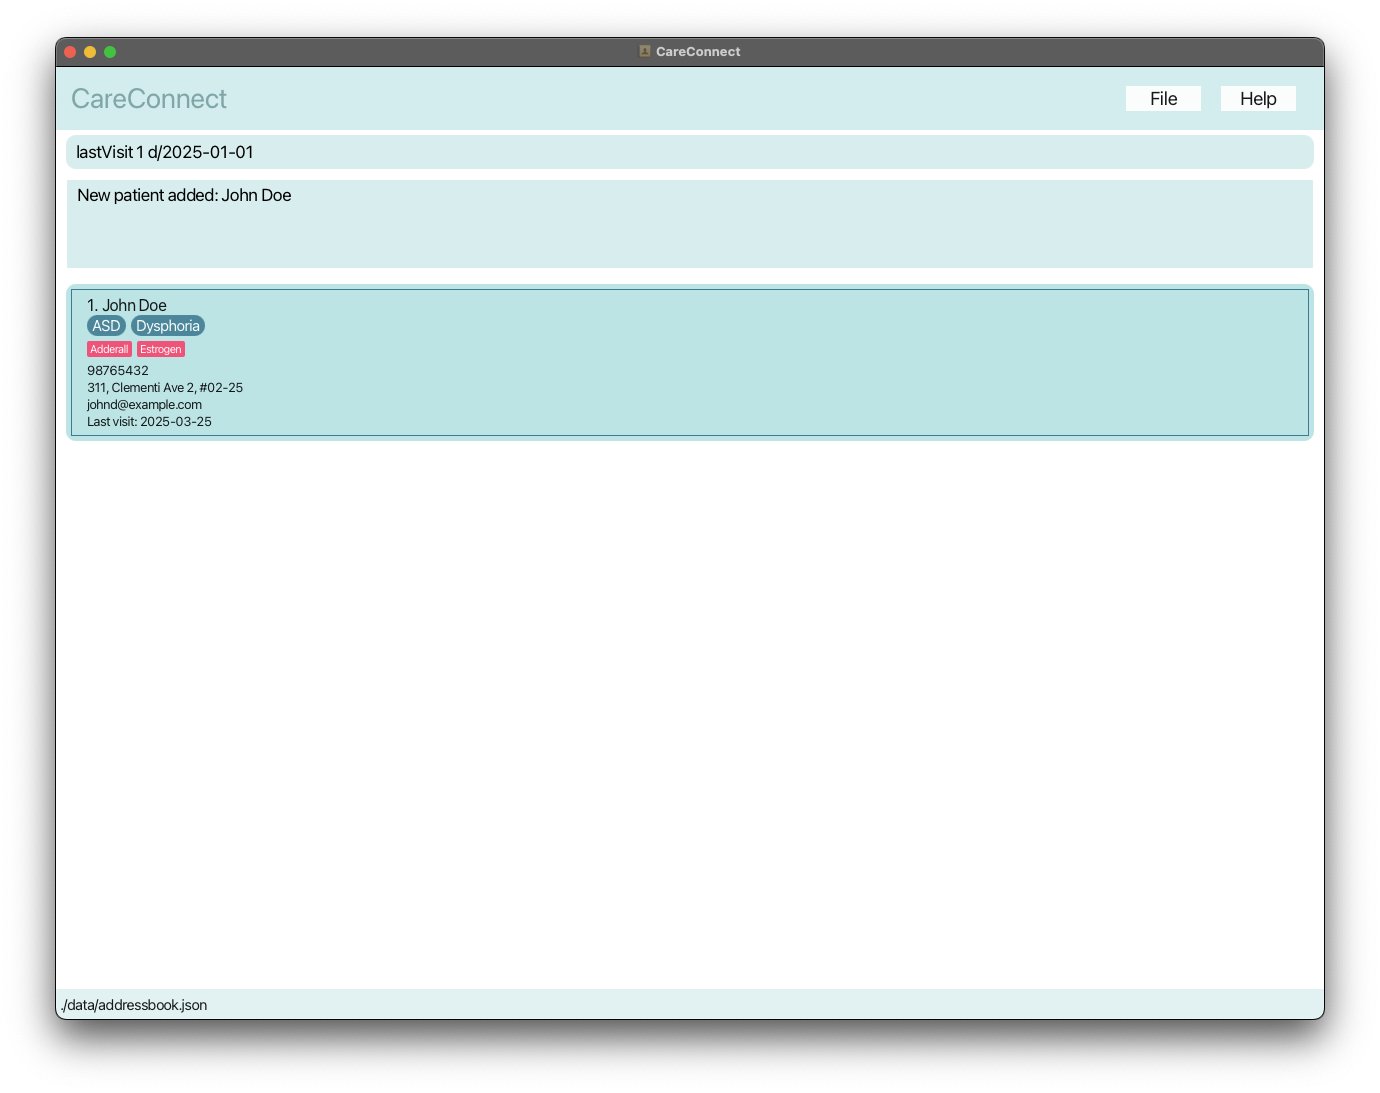 CareConnect
CareConnect
File Help
lastVisit 1 d/2025-01-01
New patient added: John Doe
1. John Doe
ASD Dysphoria
Adderall Estrogen
98765432
311, Clementi Ave 2, #02-25
johnd@example.com
Last visit: 2025-03-25
./data/addressbook.json